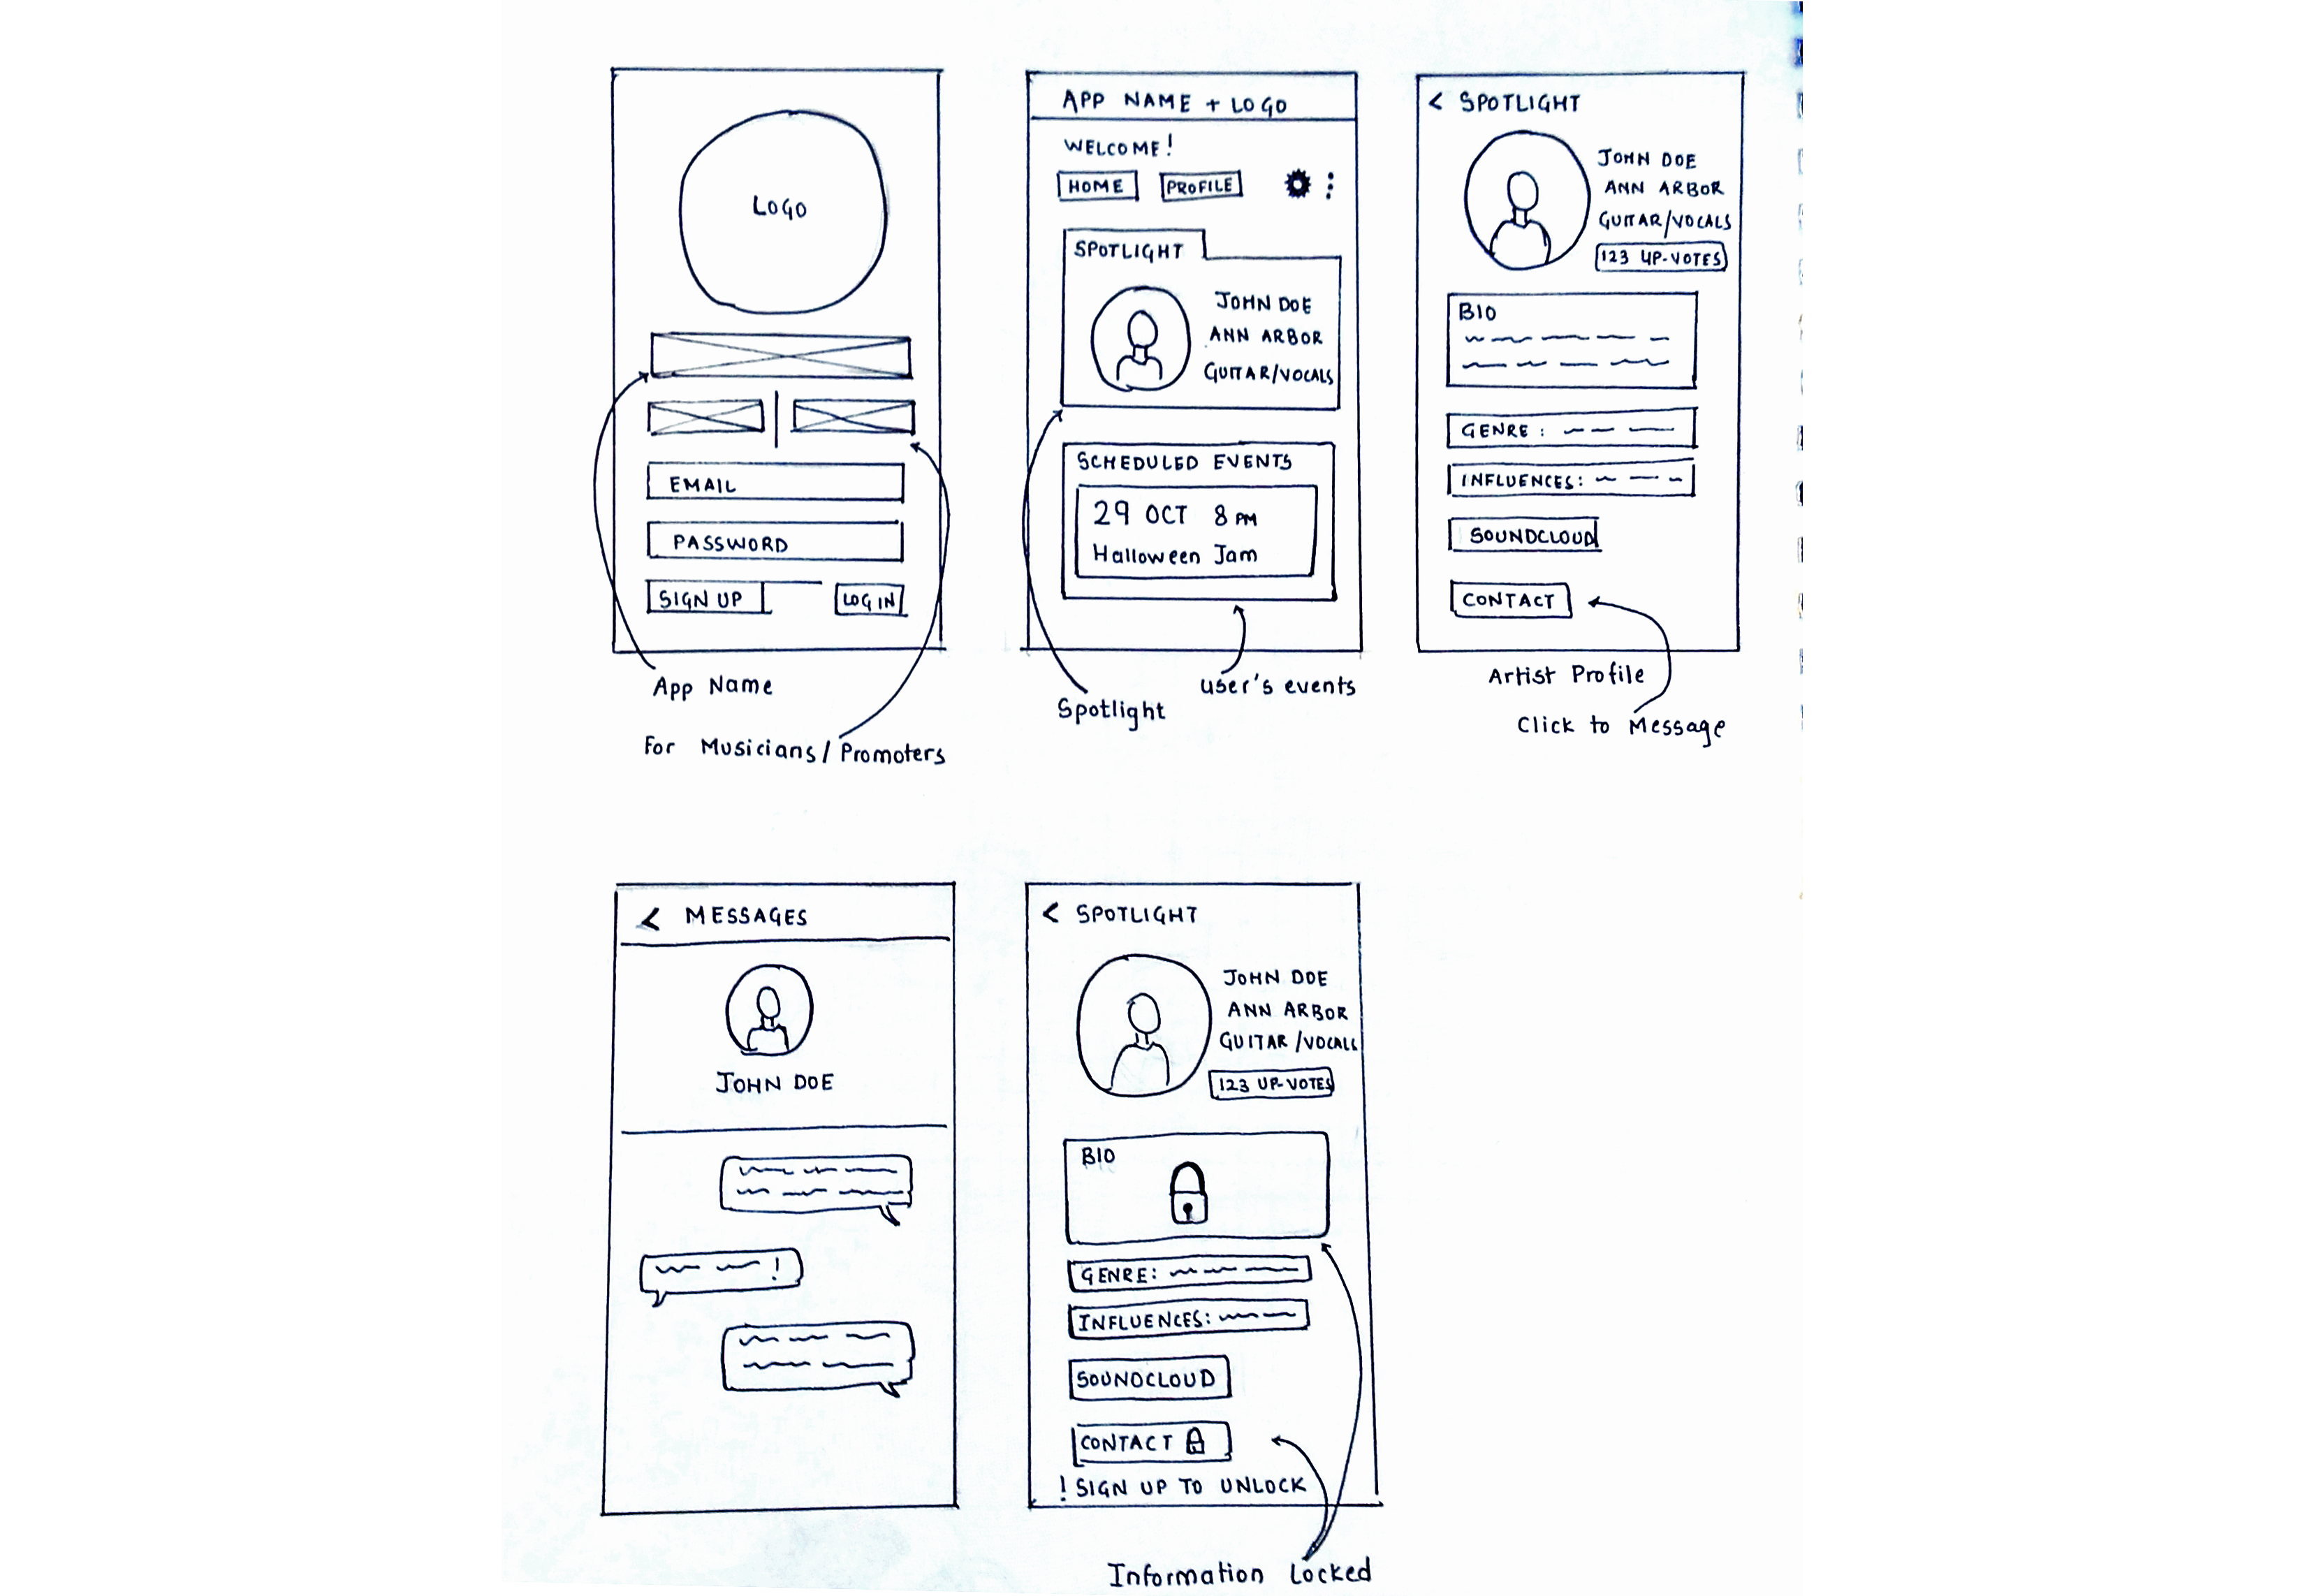 LOGO
EMAIL
PASSWORD
SIGN UP
LOG IN
App Name
For Musicians / Promoters
APP NAME + LOGO
WELCOME!
HOME
PROFILE
SPOTLIGHT
JOHN DOE
ANN ARBOR
GUITAR/VOCALS
SCHEDULED EVENTS
29 OCT 8 PM
Halloween Jam
user's events
Spotlight
< SPOTLIGHT
JOHN DOE
ANN ARBOR
GUITAR/VOCALS
123 UP-VOTES
BIO
GENRE :
INFLUENCES:
SOUNDCLOUD
CONTACT
Artist Profile
Click to Message
< MESSAGES
JOHN DOE
!
< SPOTLIGHT
JOHN DOE
ANN ARBOR
GUITAR /VOCALS
123 UP-VOTES
BIO
GENRE:
INFLUENCES:
SOUNDCLOUD
CONTACT
! SIGN UP TO UNLOCK
Information Locked